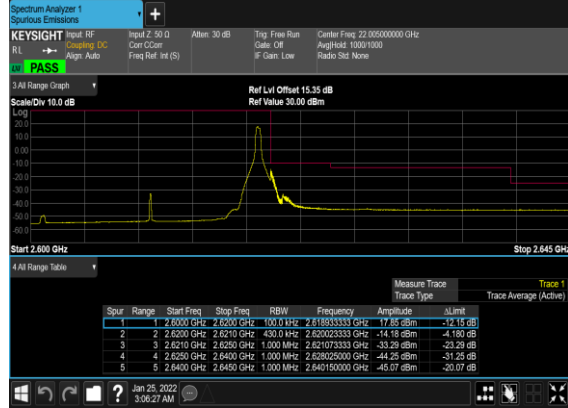 Spectrum Analyzer 1
Spurious Emissions
+
KEYSIGHT Input: RF Input Z: 50 Ω Atten: 30 dB Trig: Free Run Center Freq: 22.005000000 GHz
RL Coupling: DC Corr CCorr Gate: Off Avg|Hold: 1000/1000
Align: Auto Freq Ref: Int (S) IF Gain: Low Radio Std: None
PASS
3 All Range Graph
Ref Lvl Offset 15.35 dB
Scale/Div 10.0 dB Ref Value 30.00 dBm
Log
20.0
10.0
0.00
-10.0
-20.0
-30.0
-40.0
-50.0
-60.0
Start 2.600 GHz Stop 2.645 GHz
4 All Range Table
Measure Trace Trace 1
Trace Type Trace Average (Active)
Spur Range Start Freq Stop Freq RBW Frequency Amplitude ΔLimit
1 1 2.6000 GHz 2.6200 GHz 100.0 kHz 2.618933333 GHz 17.85 dBm -12.15 dB
2 2 2.6200 GHz 2.6210 GHz 430.0 kHz 2.620023333 GHz -14.18 dBm -4.180 dB
3 3 2.6210 GHz 2.6250 GHz 1.000 MHz 2.621073333 GHz -33.29 dBm -23.29 dB
4 4 2.6250 GHz 2.6400 GHz 1.000 MHz 2.628025000 GHz -44.25 dBm -31.25 dB
5 5 2.6400 GHz 2.6450 GHz 1.000 MHz 2.640150000 GHz -45.07 dBm -20.07 dB
?
Jan 25, 2022
3:06:27 AM